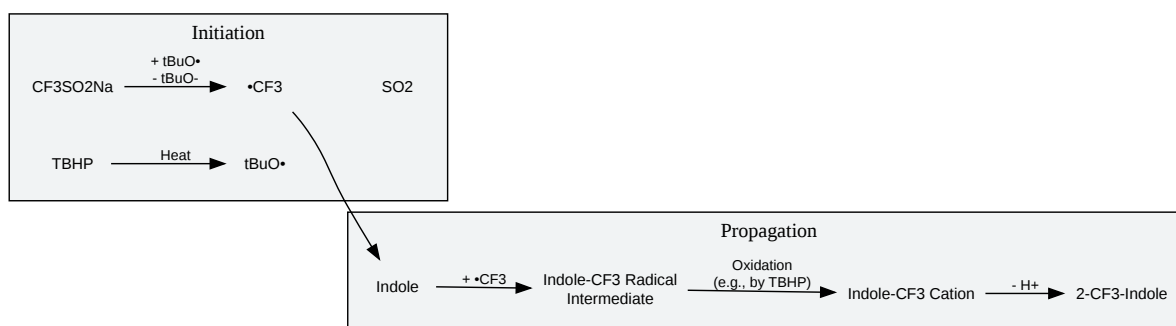 Initiation
+ tBuO•
- tBuO-
CF3SO2Na
•CF3
SO2
Heat
TBHP
tBuO•
Propagation
Indole
+ •CF3
Indole-CF3 Radical
Intermediate
Oxidation
(e.g., by TBHP)
Indole-CF3 Cation
- H+
2-CF3-Indole